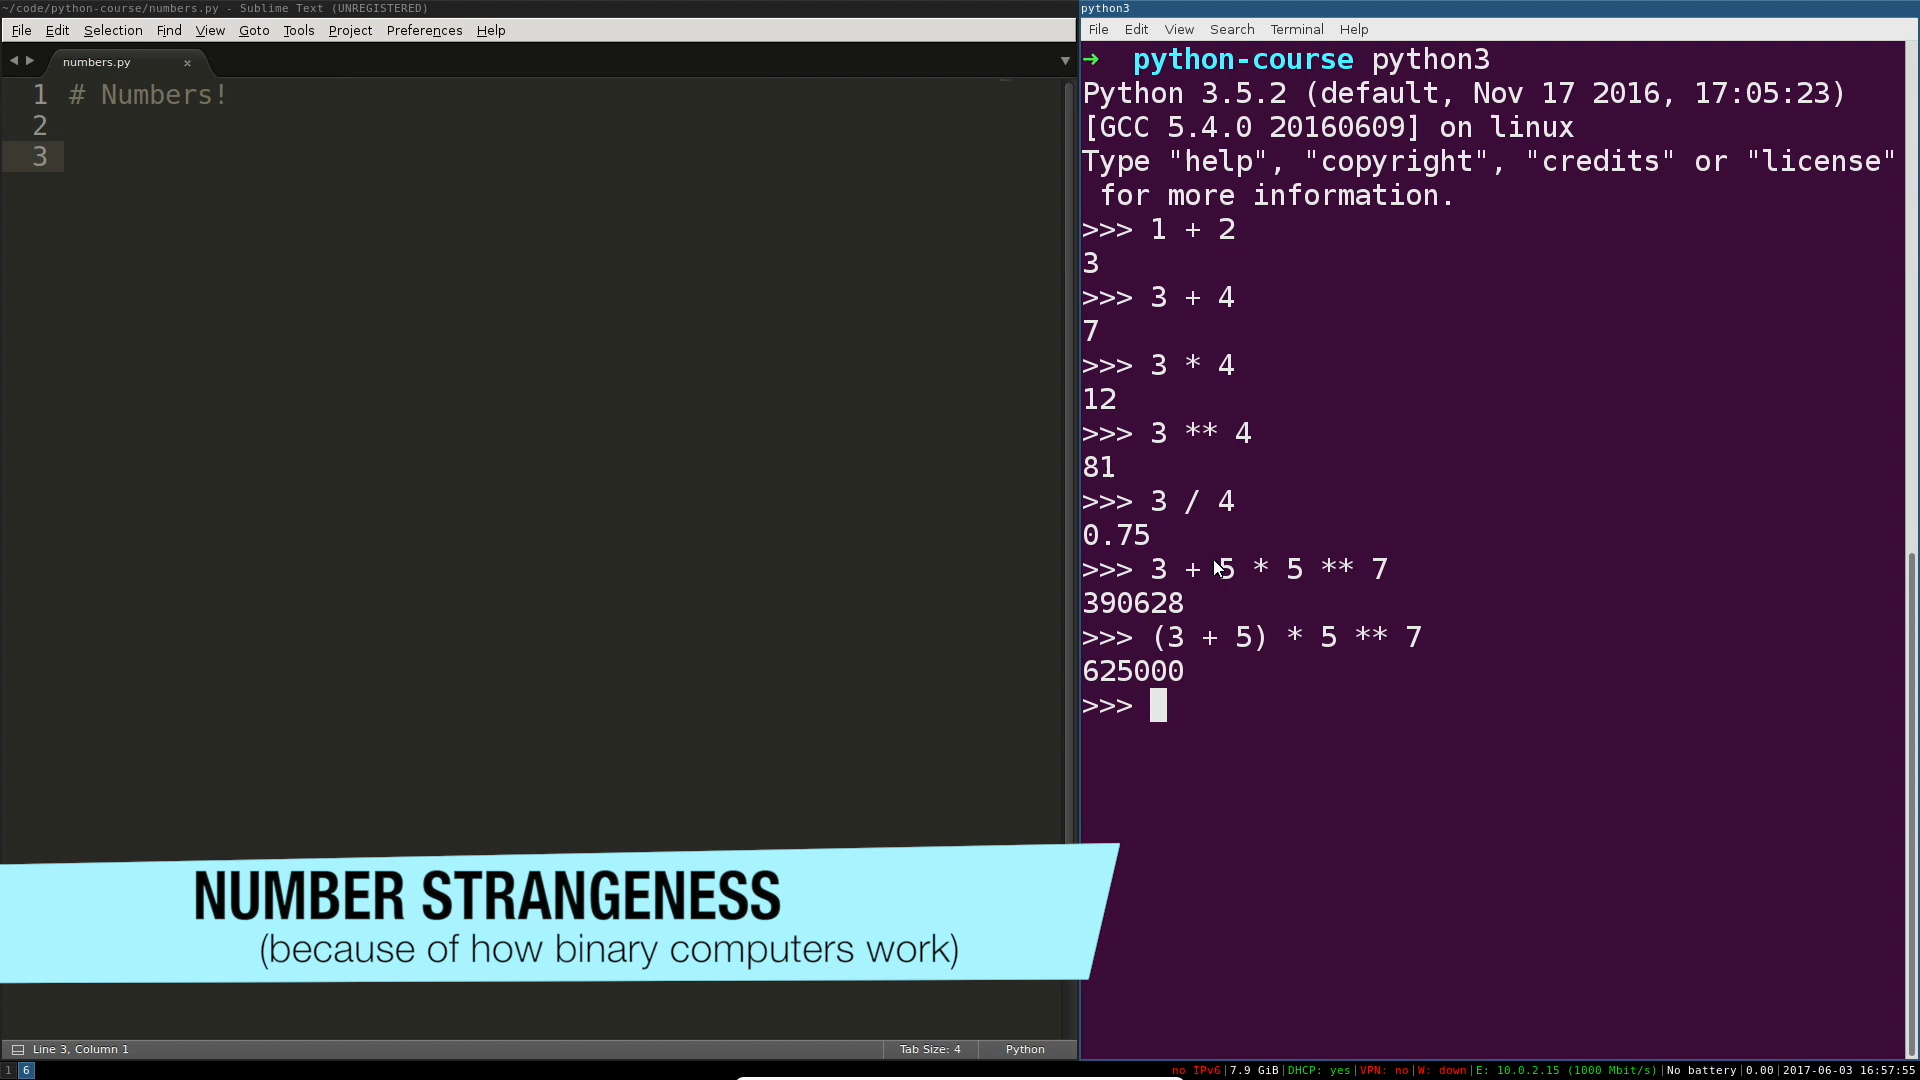 ~/code/python-course/numbers.py - Sublime Text (UNREGISTERED)
File Edit Selection Find View Goto Tools Project Preferences Help
numbers.py ×
1 # Numbers!
2
3
NUMBER STRANGENESS
(because of how binary computers work)
Line 3, Column 1 Tab Size: 4 Python
python3
File Edit View Search Terminal Help
➜ python-course python3
Python 3.5.2 (default, Nov 17 2016, 17:05:23)
[GCC 5.4.0 20160609] on linux
Type "help", "copyright", "credits" or "license"
for more information.
>>> 1 + 2
3
>>> 3 + 4
7
>>> 3 * 4
12
>>> 3 ** 4
81
>>> 3 / 4
0.75
>>> 3 + 5 * 5 ** 7
390628
>>> (3 + 5) * 5 ** 7
625000
>>>
1 6 no IPv6|7.9 GiB|DHCP: yes|VPN: no|W: down|E: 10.0.2.15 (1000 Mbit/s)|No battery|0.00|2017-06-03 16:57:55